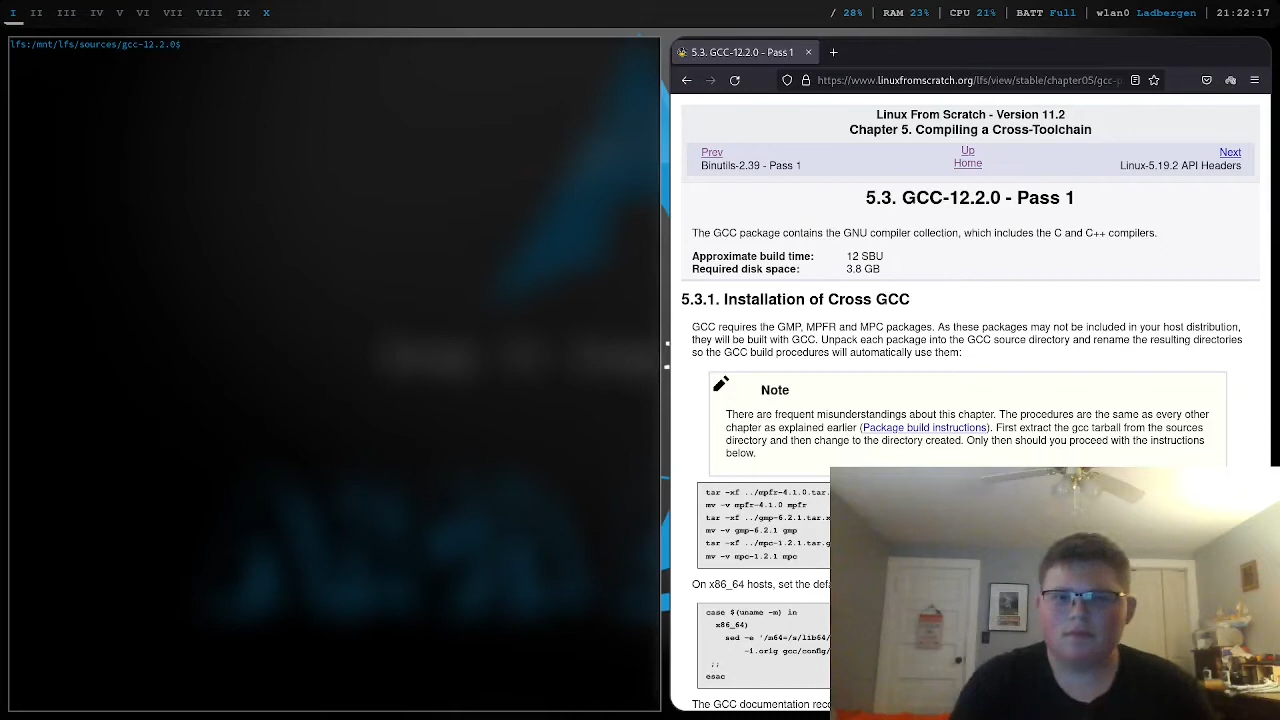 I II III IV V VI VII VIII IX X
/ 28% | RAM 23% | CPU 21% | BATT Full | wlan0 Ladbergen | 21:22:17
lfs:/mnt/lfs/sources/gcc-12.2.0$
5.3. GCC-12.2.0 - Pass 1
https://www.linuxfromscratch.org/lfs/view/stable/chapter05/gcc-p
Linux From Scratch - Version 11.2
Chapter 5. Compiling a Cross-Toolchain
Prev Up Next
Binutils-2.39 - Pass 1 Home Linux-5.19.2 API Headers
5.3. GCC-12.2.0 - Pass 1
The GCC package contains the GNU compiler collection, which includes the C and C++ compilers.
Approximate build time: 12 SBU
Required disk space: 3.8 GB
5.3.1. Installation of Cross GCC
GCC requires the GMP, MPFR and MPC packages. As these packages may not be included in your host distribution,
they will be built with GCC. Unpack each package into the GCC source directory and rename the resulting directories
so the GCC build procedures will automatically use them:
Note
There are frequent misunderstandings about this chapter. The procedures are the same as every other
chapter as explained earlier (Package build instructions). First extract the gcc tarball from the sources
directory and then change to the directory created. Only then should you proceed with the instructions
below.
tar -xf ../mpfr-4.1.0.tar.
mv -v mpfr-4.1.0 mpfr
tar -xf ../gmp-6.2.1.tar.x
mv -v gmp-6.2.1 gmp
tar -xf ../mpc-1.2.1.tar.g
mv -v mpc-1.2.1 mpc
On x86_64 hosts, set the defa
case $(uname -m) in
x86_64)
sed -e '/m64=/s/lib64/
-i.orig gcc/config/
;;
esac
The GCC documentation reco